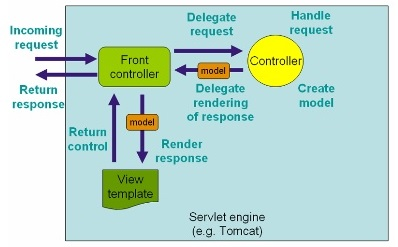 Incoming
request
Return
response
Front
controller
Delegate
request
Handle
request
Controller
model
Delegate
rendering
of response
Create
model
model
Return
control
Render
response
View
template
Servlet engine
(e.g. Tomcat)